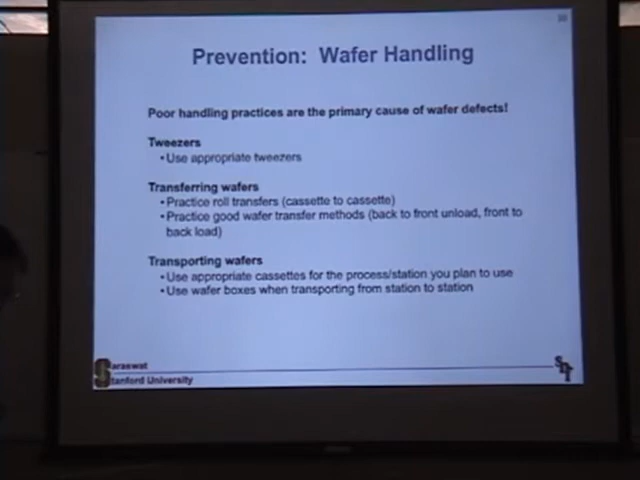 Prevention: Wafer Handling
Poor handling practices are the primary cause of wafer defects!
Tweezers
• Use appropriate tweezers
Transferring wafers
• Practice roll transfers (cassette to cassette)
• Practice good wafer transfer methods (back to front unload, front to
back load)
Transporting wafers
• Use appropriate cassettes for the process/station you plan to use
• Use wafer boxes when transporting from station to station
Saraswat
Stanford University